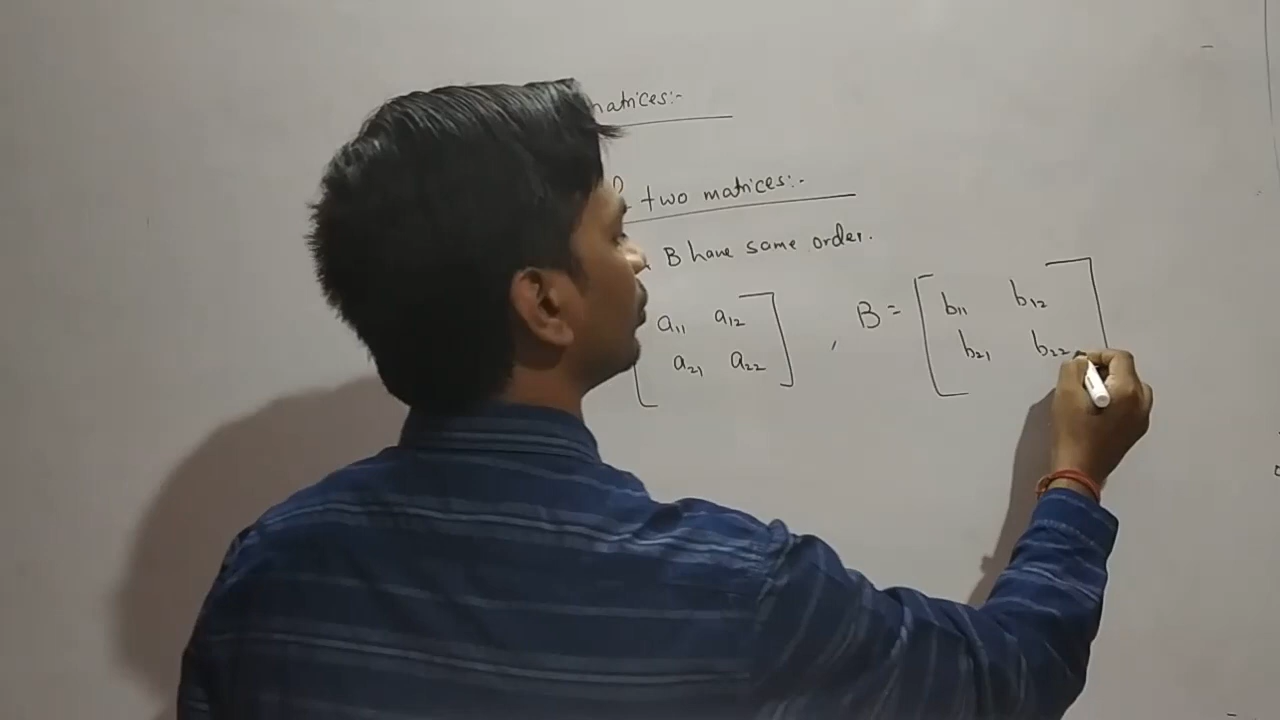 matrices:-
two matrices:-
B have same order.
a₁₁ a₁₂ , B = b₁₁ b₁₂
a₂₁ a₂₂ b₂₁ b₂₂